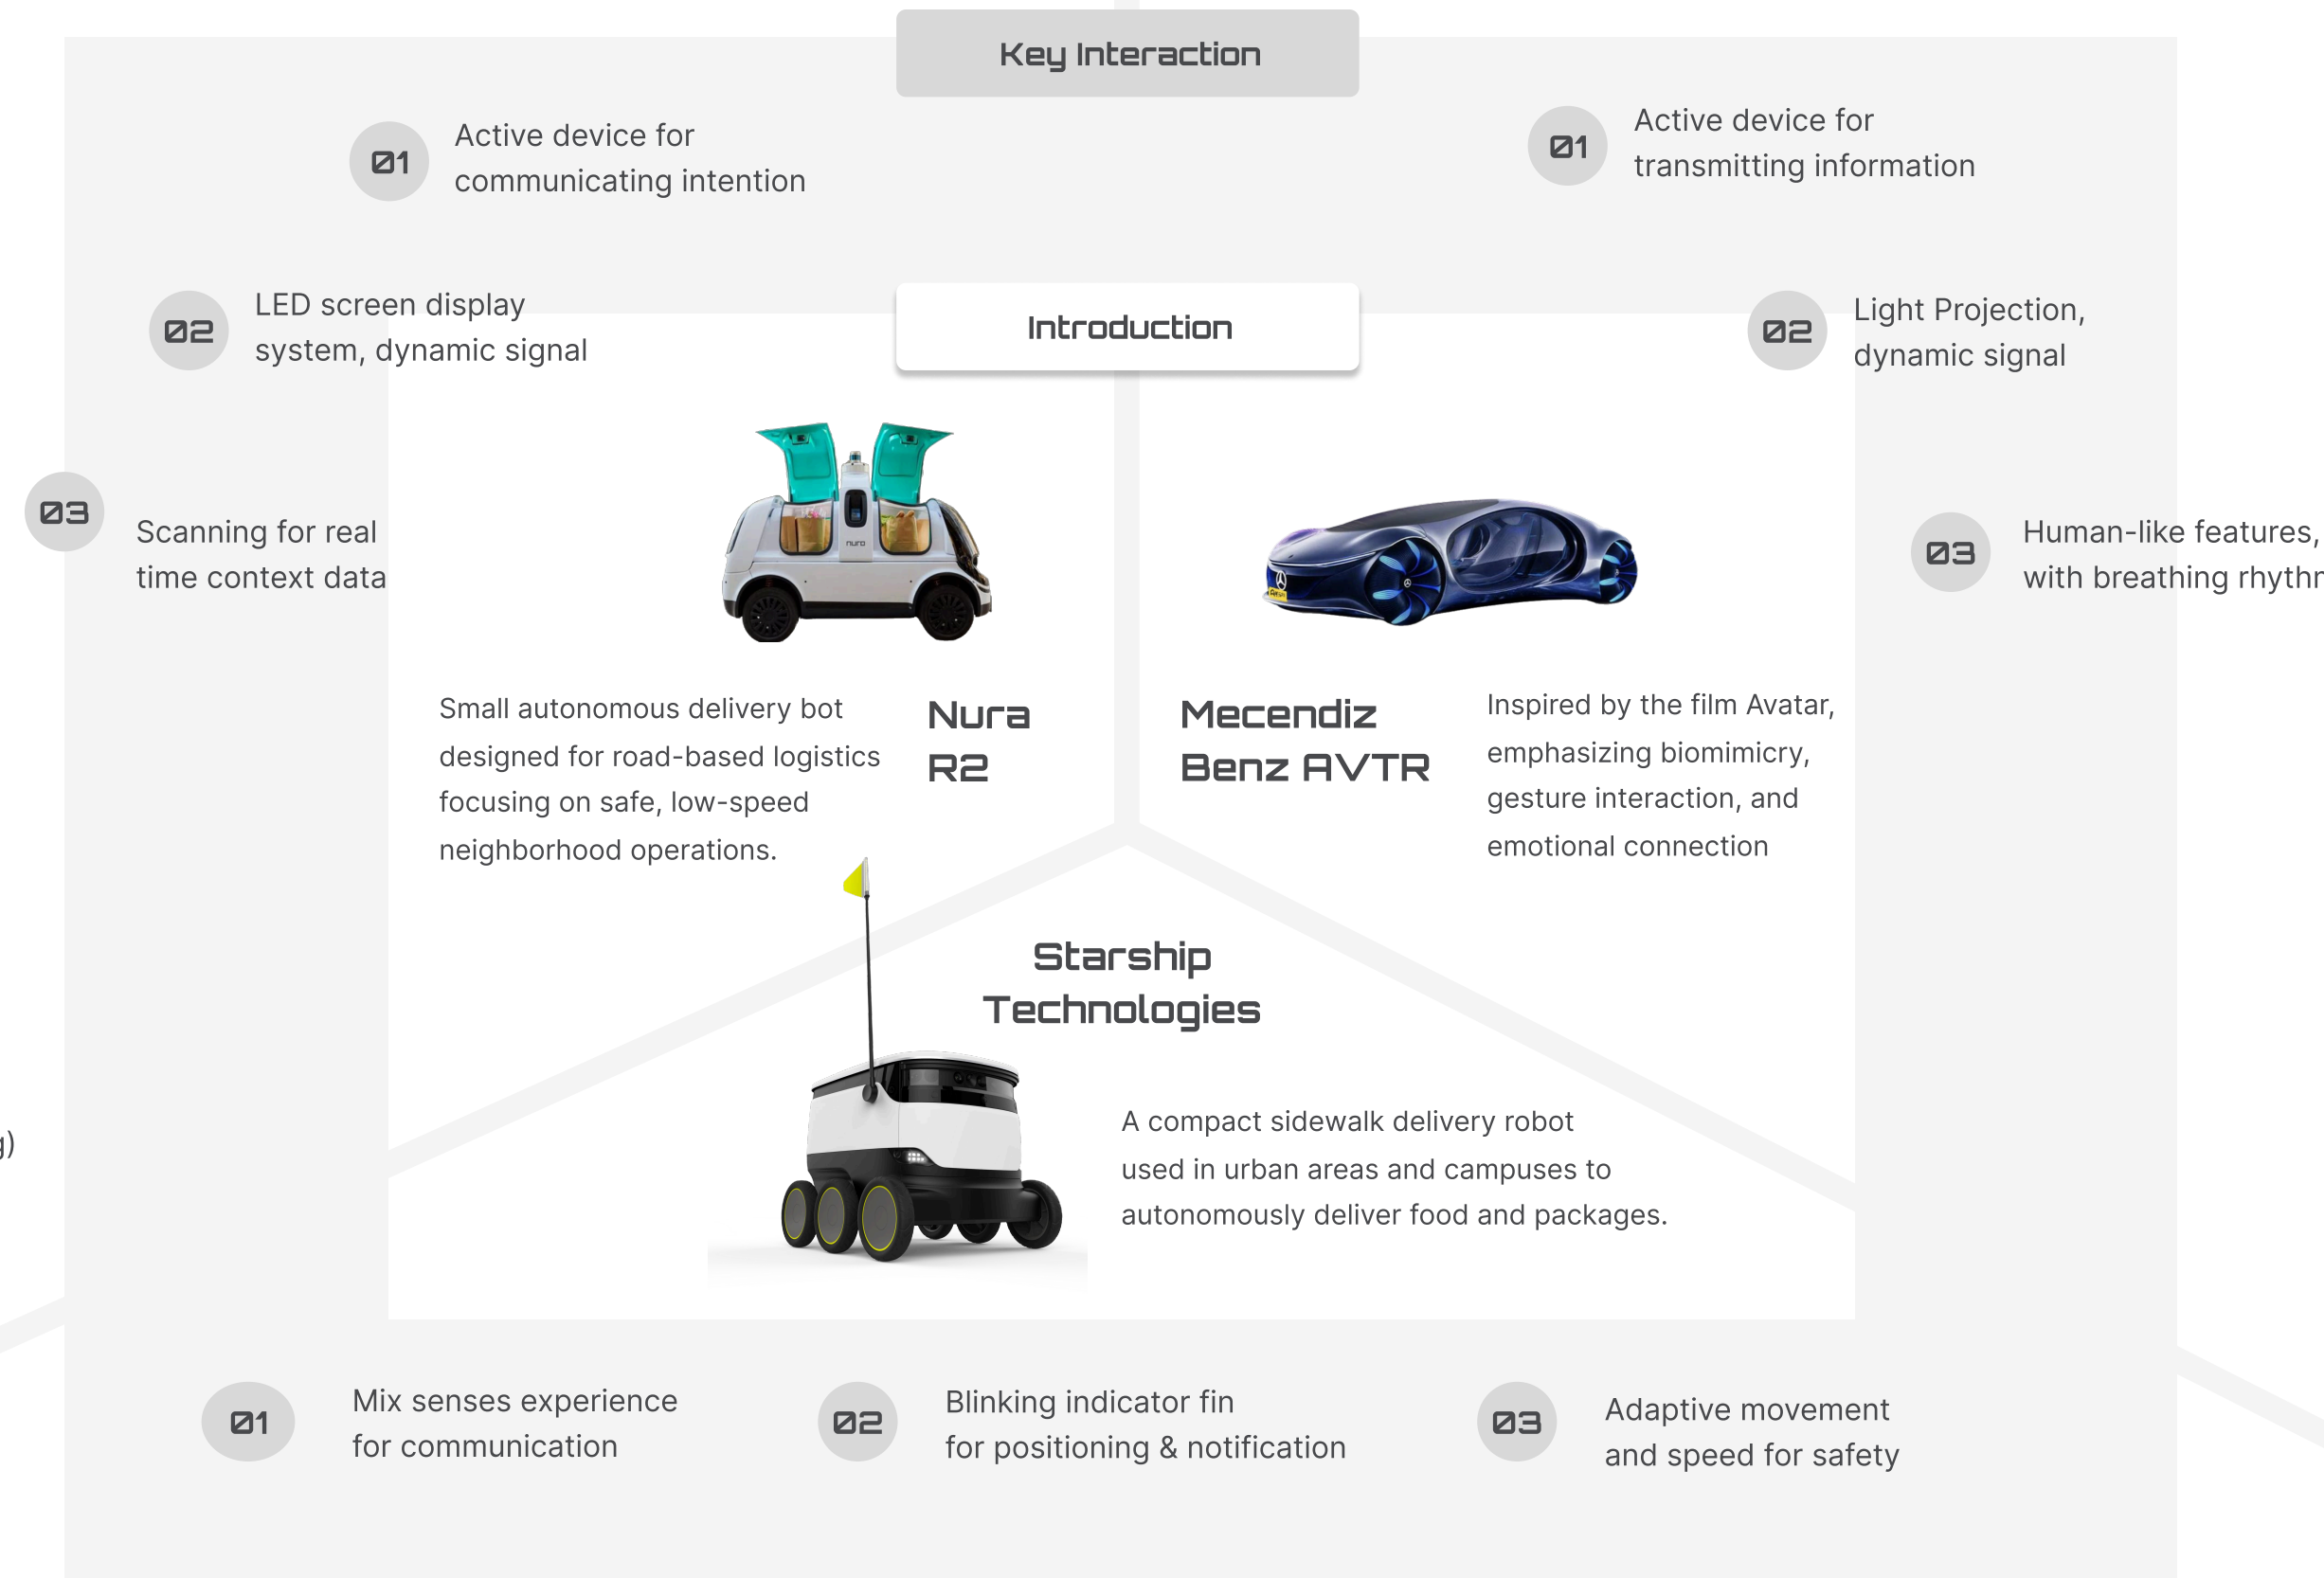 Key Interaction
01
Active device for
communicating intention
01
Active device for
transmitting information
02
LED screen display
system, dynamic signal
Introduction
02
Light Projection,
dynamic signal
03
Scanning for real
time context data
nuro
03
Human-like features,
with breathing rhythm
Small autonomous delivery bot
designed for road-based logistics
focusing on safe, low-speed
neighborhood operations.
Nura
R2
Mecendiz
Benz AVTR
Inspired by the film Avatar,
emphasizing biomimicry,
gesture interaction, and
emotional connection
Starship
Technologies
A compact sidewalk delivery robot
used in urban areas and campuses to
autonomously deliver food and packages.
g)
01
Mix senses experience
for communication
02
Blinking indicator fin
for positioning & notification
03
Adaptive movement
and speed for safety